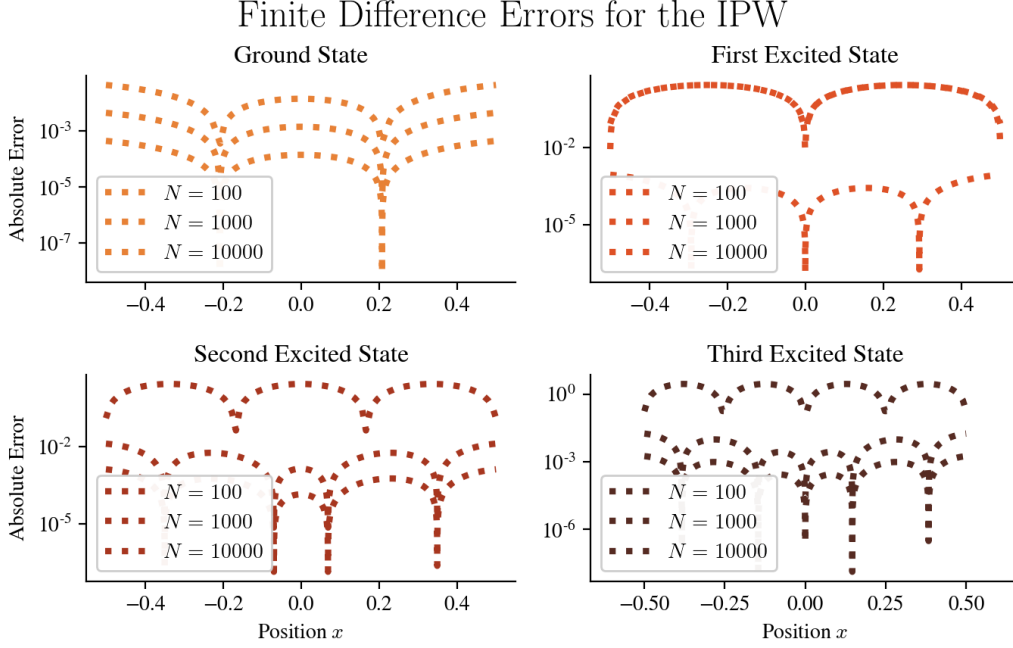 Finite Difference Errors for the IPW
Ground State
First Excited State
Absolute Error
10⁻³
10⁻⁵
10⁻⁷
N = 100
N = 1000
N = 10000
−0.4 −0.2 0.0 0.2 0.4
10⁻²
10⁻⁵
N = 100
N = 1000
N = 10000
−0.4 −0.2 0.0 0.2 0.4
Second Excited State
Third Excited State
Absolute Error
10⁻²
10⁻⁵
N = 100
N = 1000
N = 10000
−0.4 −0.2 0.0 0.2 0.4
Position x
10⁰
10⁻³
10⁻⁶
N = 100
N = 1000
N = 10000
−0.50 −0.25 0.00 0.25 0.50
Position x